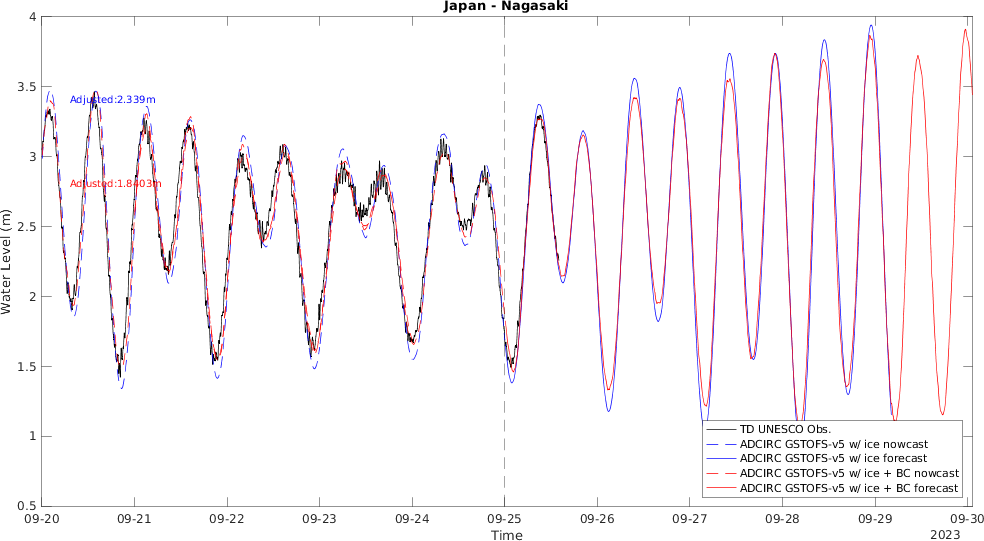 Japan - Nagasaki
4
3.5
3
2.5
2
1.5
1
0.5
Water Level (m)
Adjusted:2.339m
Adjusted:1.8403m
TD UNESCO Obs.
ADCIRC GSTOFS-v5 w/ ice nowcast
ADCIRC GSTOFS-v5 w/ ice forecast
ADCIRC GSTOFS-v5 w/ ice + BC nowcast
ADCIRC GSTOFS-v5 w/ ice + BC forecast
09-20 09-21 09-22 09-23 09-24 09-25 09-26 09-27 09-28 09-29 09-30
Time
2023